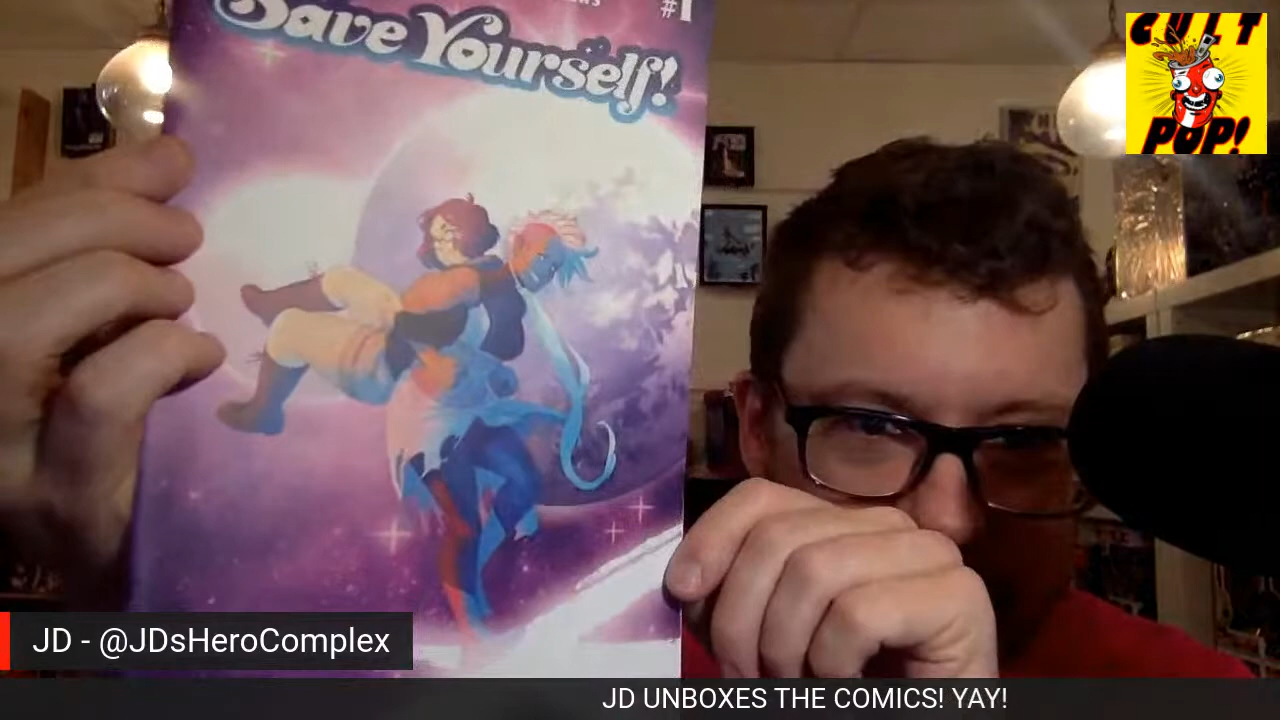 #1
Save Yourself!
CULT
POP!
JD - @JDsHeroComplex
JD UNBOXES THE COMICS! YAY!